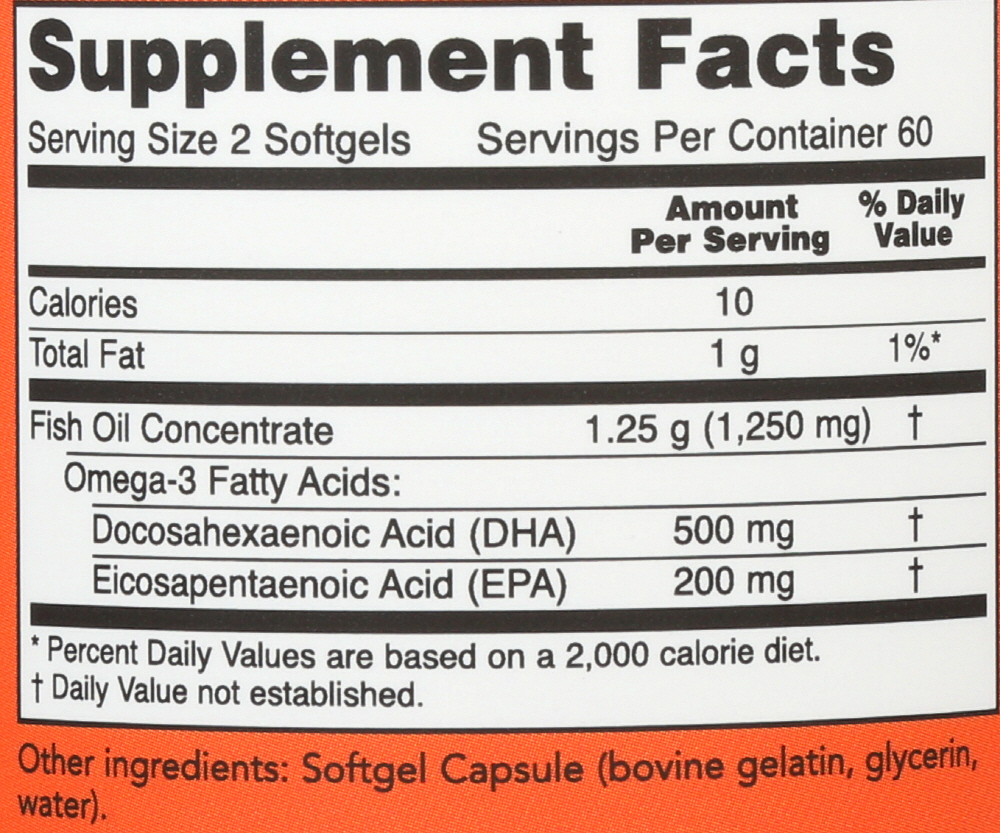 Supplement Facts
Serving Size 2 Softgels Servings Per Container 60
Amount Per Serving % Daily Value
Calories 10
Total Fat 1 g 1%*
Fish Oil Concentrate 1.25 g (1,250 mg) †
Omega-3 Fatty Acids:
Docosahexaenoic Acid (DHA) 500 mg †
Eicosapentaenoic Acid (EPA) 200 mg †
* Percent Daily Values are based on a 2,000 calorie diet.
† Daily Value not established.
Other ingredients: Softgel Capsule (bovine gelatin, glycerin,
water).